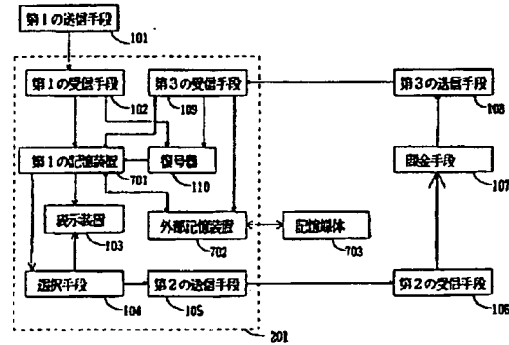 第1の送信手段
101
第1の受信手段
102
第3の受信手段
109
第3の送信手段
108
第1の記憶装置
701
復号器
110
課金手段
107
表示装置
103
外部記憶装置
702
記憶媒体
703
選択手段
104
第2の送信手段
105
第2の受信手段
106
201